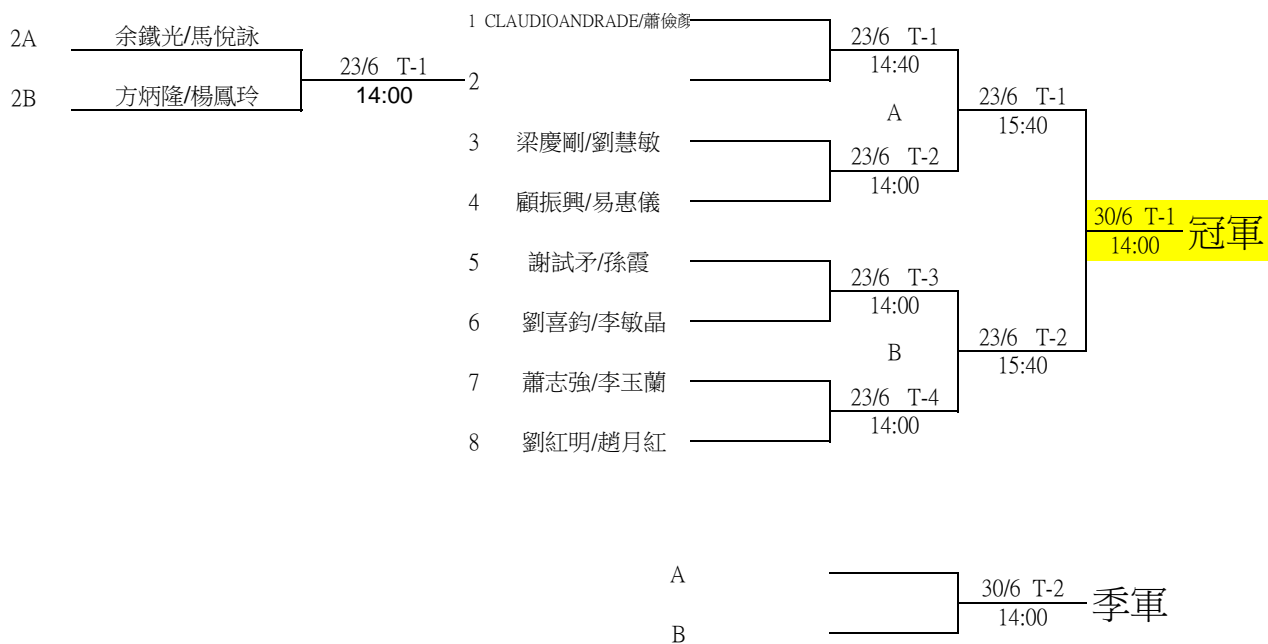 1 CLAUDIOANDRADE/蕭儉
2A 余鐵光/馬悅詠
23/6 T-1
14:00
2B 方炳隆/楊鳳玲
2
23/6 T-1
14:40
A
23/6 T-1
15:40
3 梁慶剛/劉慧敏
23/6 T-2
14:00
4 顧振興/易惠儀
30/6 T-1
14:00
冠軍
5 謝試矛/孫霞
23/6 T-3
14:00
6 劉喜鈞/李敏晶
B
23/6 T-2
15:40
7 蕭志強/李玉蘭
23/6 T-4
14:00
8 劉紅明/趙月紅
A
30/6 T-2
14:00
季軍
B